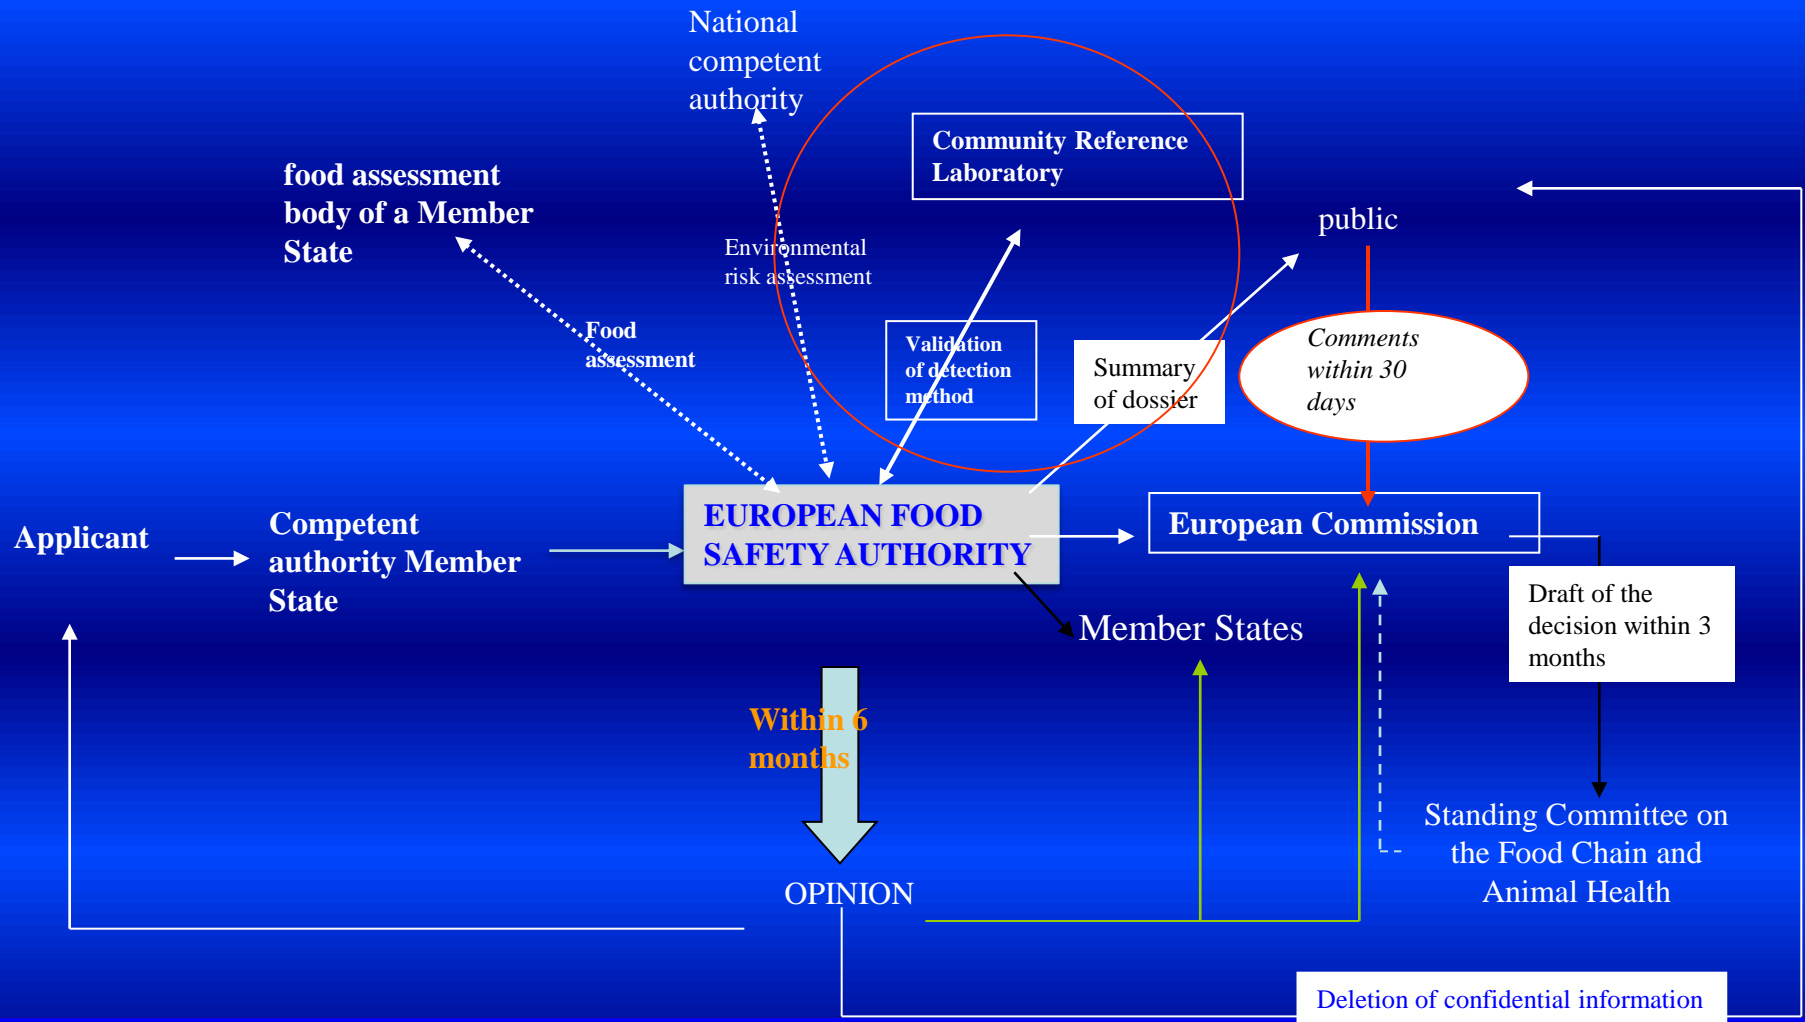 National
competent
authority
Community Reference
Laboratory
food assessment
body of a Member
State
public
Environmental
risk assessment
Food
assessment
Validation
of detection
method
Summary
of dossier
Comments
within 30
days
Applicant
Competent
authority Member
State
EUROPEAN FOOD
SAFETY AUTHORITY
European Commission
Draft of the
decision within 3
months
Member States
Within 6
months
Standing Committee on
the Food Chain and
Animal Health
OPINION
Deletion of confidential information